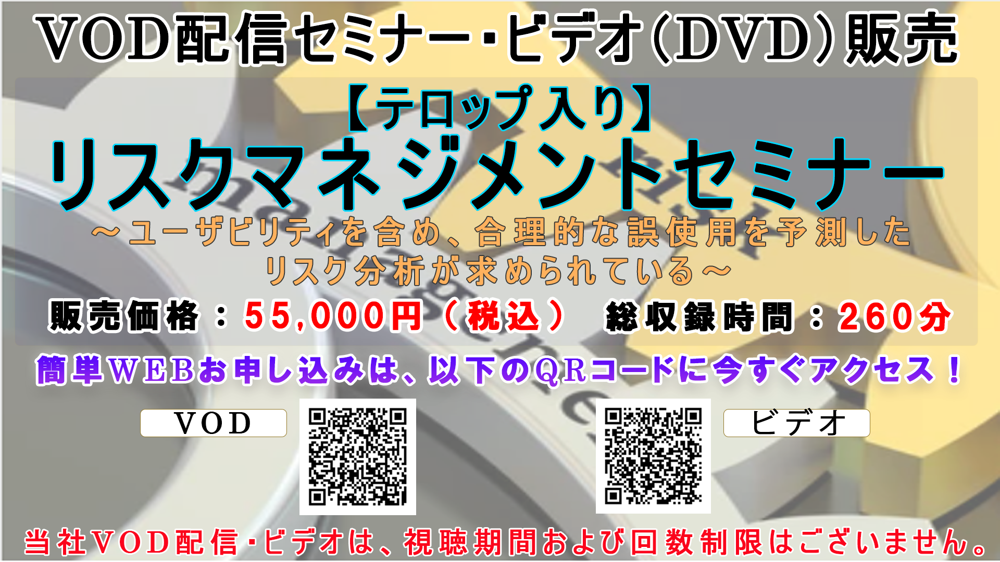 VOD配信セミナー・ビデオ（DVD）販売
【テロップ入り】
リスクマネジメントセミナー
～ユーザビリティを含め、合理的な誤使用を予測した
リスク分析が求められている～
販売価格：55,000円（税込） 総収録時間：260分
簡単WEBお申し込みは、以下のQRコードに今すぐアクセス！
VOD
ビデオ
当社VOD配信・ビデオは、視聴期間および回数制限はございません。
risk
management